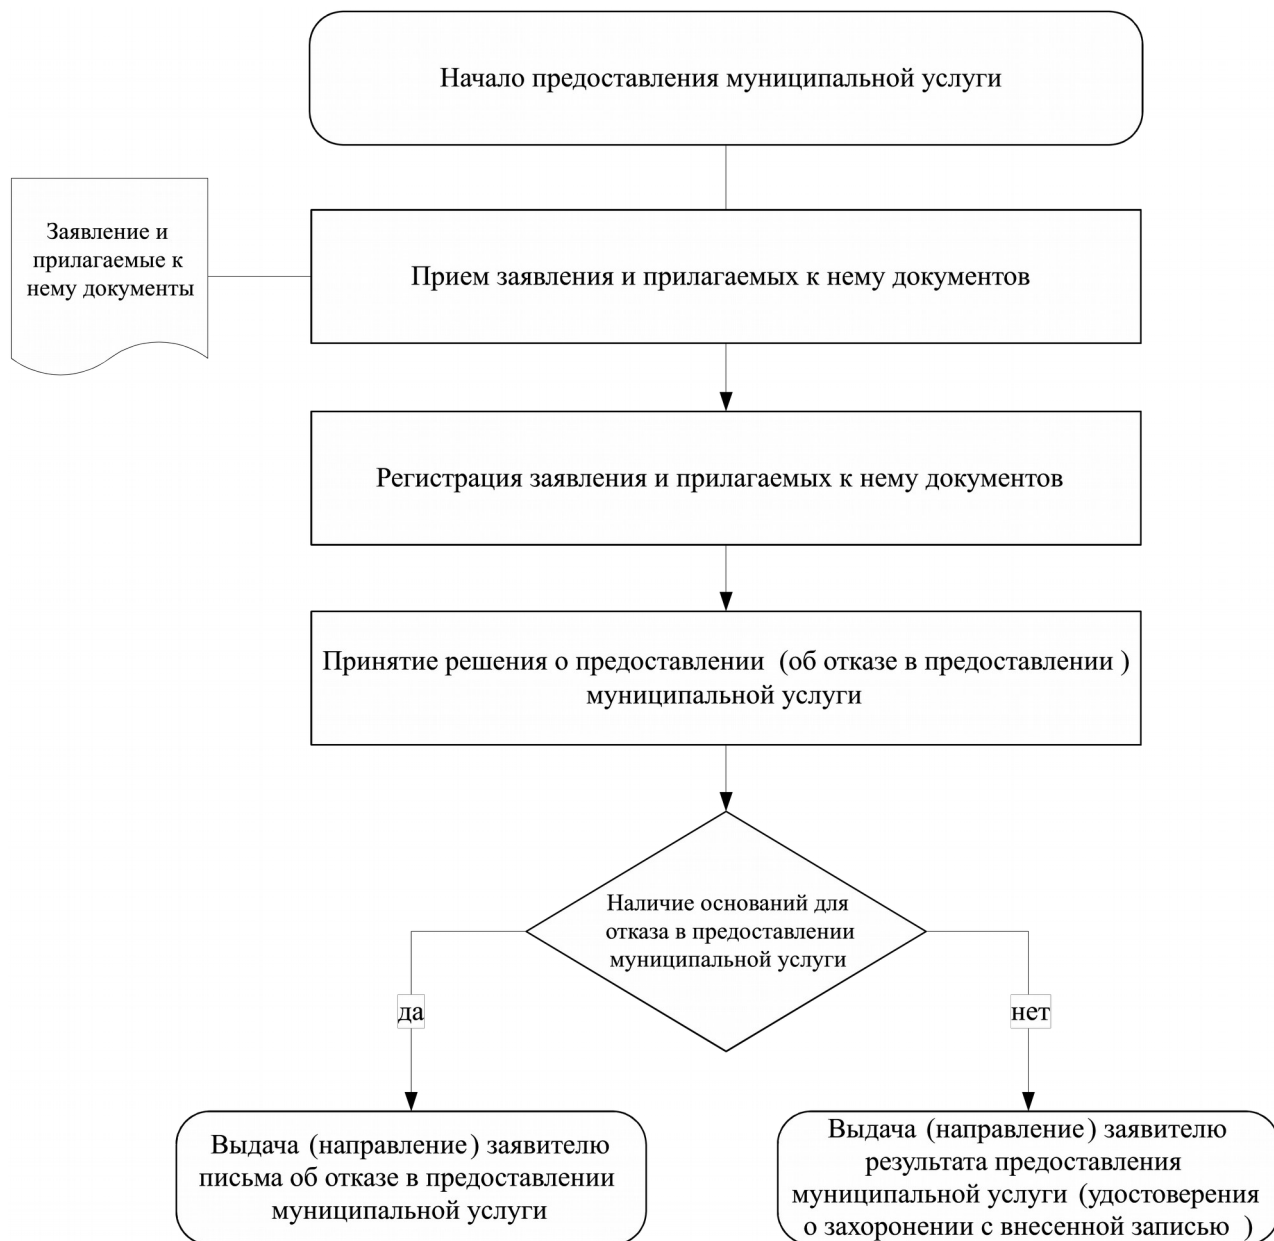 Начало предоставления муниципальной услуги
Заявление и
прилагаемые к
нему документы
Прием заявления и прилагаемых к нему документов
Регистрация заявления и прилагаемых к нему документов
Принятие решения о предоставлении (об отказе в предоставлении )
муниципальной услуги
Наличие оснований для
отказа в предоставлении
муниципальной услуги
да
нет
Выдача (направление) заявителю
письма об отказе в предоставлении
муниципальной услуги
Выдача (направление) заявителю
результата предоставления
муниципальной услуги (удостоверения
о захоронении с внесенной записью )